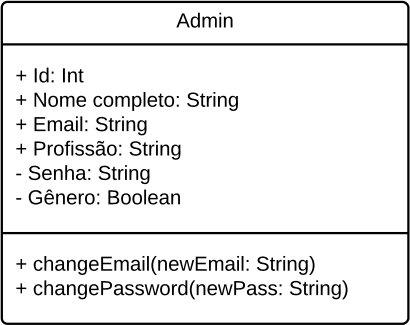 Admin
+ Id: Int
+ Nome completo: String
+ Email: String
+ Profissão: String
- Senha: String
- Gênero: Boolean
+ changeEmail(newEmail: String)
+ changePassword(newPass: String)